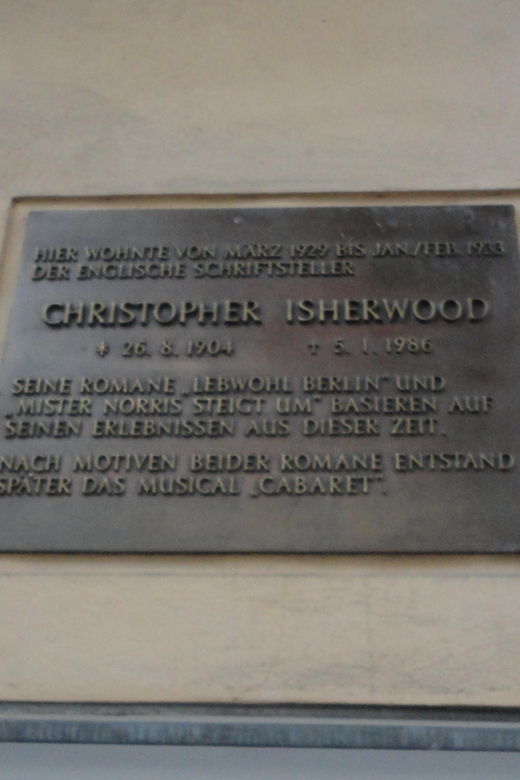 HIER WOHNTE VON MÄRZ 1929 BIS JAN./FEB. 1933
DER ENGLISCHE SCHRIFTSTELLER
CHRISTOPHER ISHERWOOD
* 26. 8. 1904 † 5. 1. 1986
SEINE ROMANE „LEBWOHL BERLIN" UND
„MISTER NORRIS STEIGT UM" BASIEREN AUF
SEINEN ERLEBNISSEN AUS DIESER ZEIT.
NACH MOTIVEN BEIDER ROMANE ENTSTAND
SPÄTER DAS MUSICAL „CABARET".